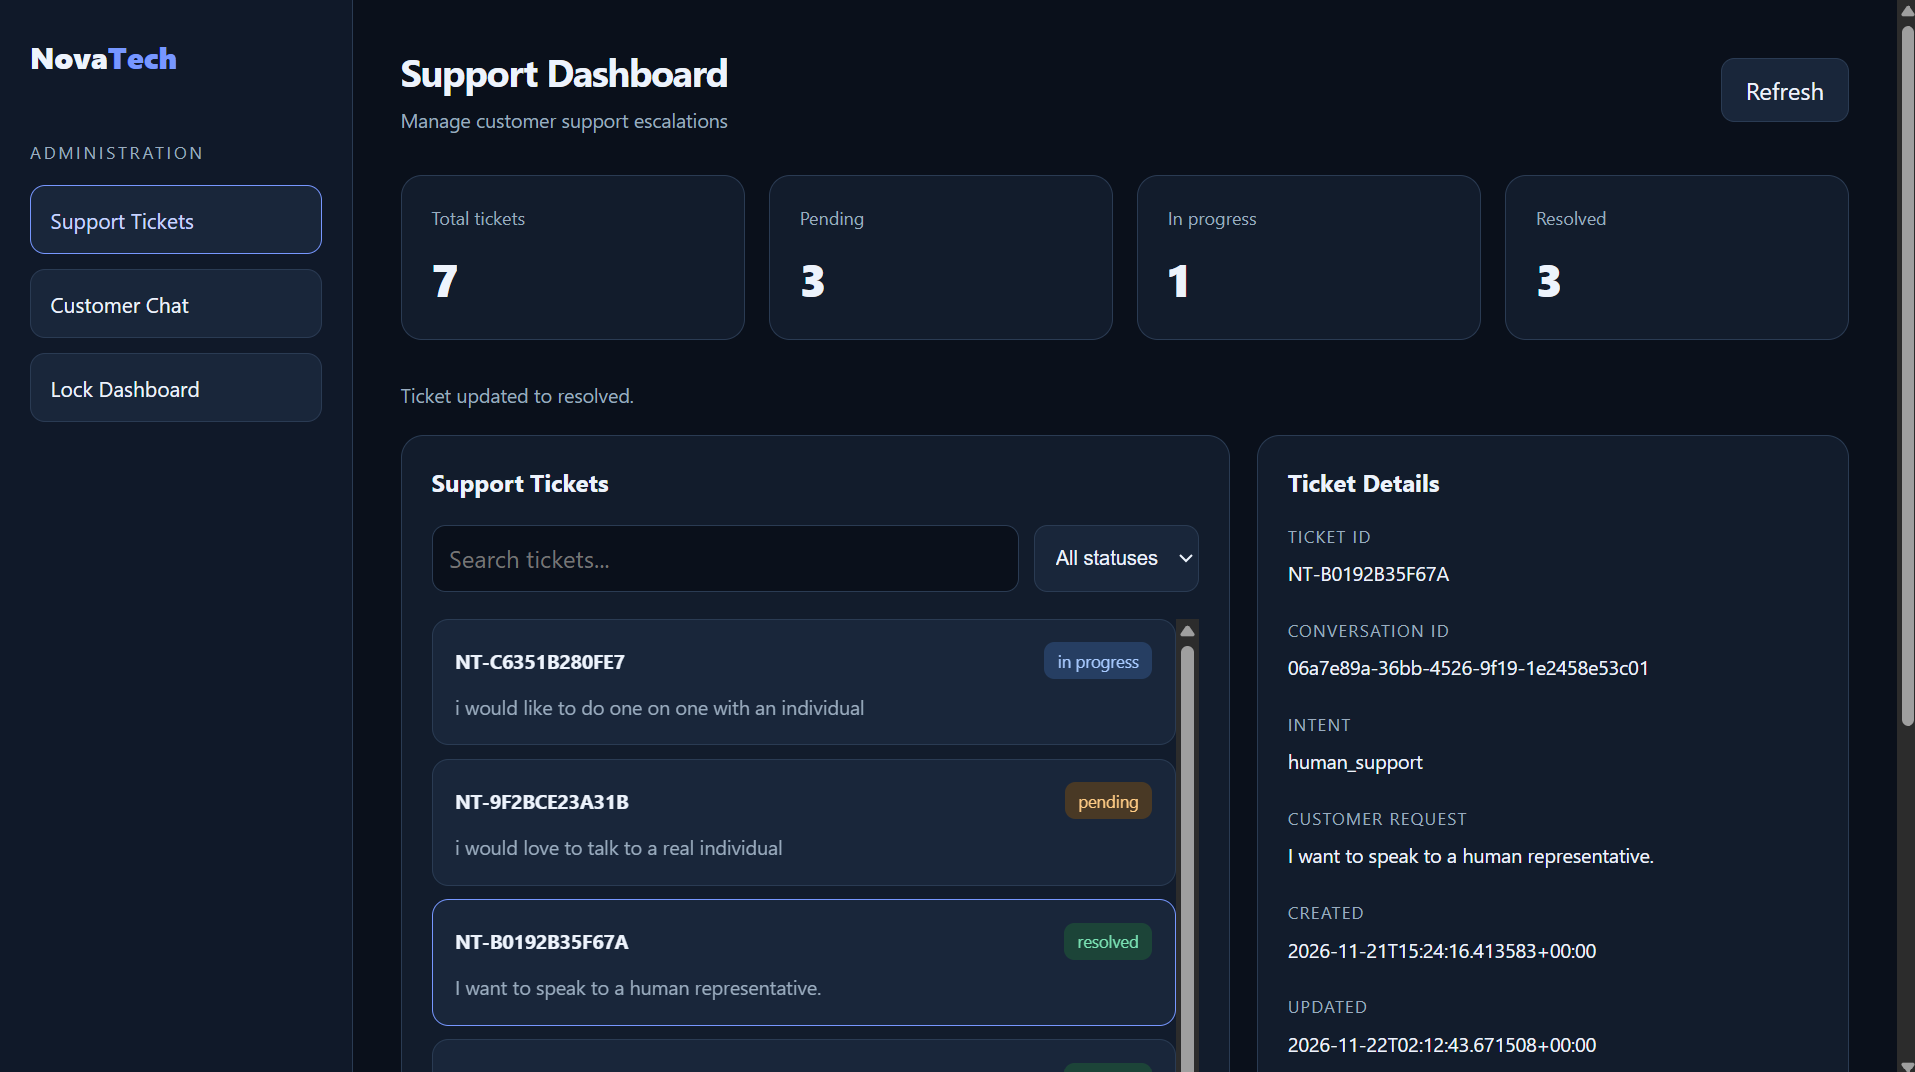 NovaTech
ADMINISTRATION
Support Tickets
Customer Chat
Lock Dashboard
Support Dashboard
Manage customer support escalations
Refresh
Total tickets
7
Pending
3
In progress
1
Resolved
3
Ticket updated to resolved.
Support Tickets
Search tickets...
All statuses
NT-C6351B280FE7
in progress
i would like to do one on one with an individual
NT-9F2BCE23A31B
pending
i would love to talk to a real individual
NT-B0192B35F67A
resolved
I want to speak to a human representative.
Ticket Details
TICKET ID
NT-B0192B35F67A
CONVERSATION ID
06a7e89a-36bb-4526-9f19-1e2458e53c01
INTENT
human_support
CUSTOMER REQUEST
I want to speak to a human representative.
CREATED
2026-11-21T15:24:16.413583+00:00
UPDATED
2026-11-22T02:12:43.671508+00:00